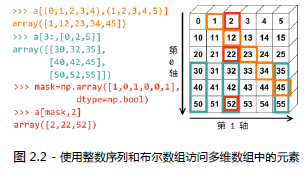 >>> a[(0,1,2,3,4),(1,2,3,4,5)]
array([1,12,23,34,45])
>>> a[3:,[0,2,5]]
array([[30,32,35],
[40,42,45],
[50,52,55]])
>>> mask=np.array([1,0,1,0,0,1],
dtype=np.bool)
>>> a[mask,2]
array([2,22,52])
0 1 2 3 4 5
10 11 12 13 14 15
20 21 22 23 24 25
30 31 32 33 34 35
40 41 42 43 44 45
50 51 52 53 54 55
第0轴
第 1 轴
图 2.2 - 使用整数序列和布尔数组访问多维数组中的元素